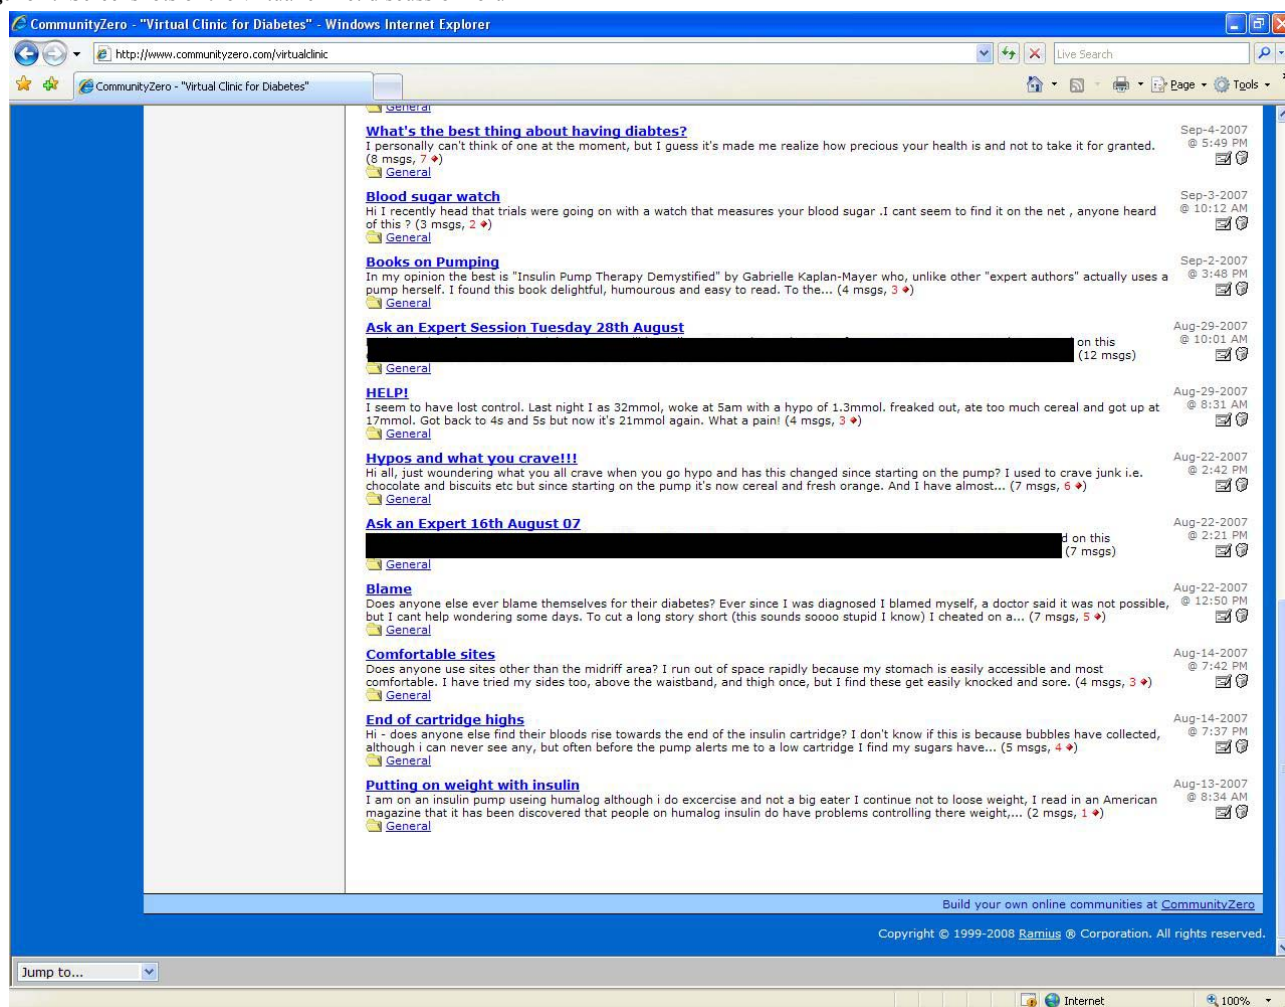 CommunityZero - "Virtual Clinic for Diabetes" - Windows Internet Explorer
http://www.communityzero.com/virtualclinic
Live Search
CommunityZero - "Virtual Clinic for Diabetes"
Page
Tools
General
What's the best thing about having diabtes?
Sep-4-2007
@ 5:49 PM
I personally can't think of one at the moment, but I guess it's made me realize how precious your health is and not to take it for granted.
(8 msgs, 7)
General
Blood sugar watch
Sep-3-2007
@ 10:12 AM
Hi I recently head that trials were going on with a watch that measures your blood sugar .I cant seem to find it on the net , anyone heard
of this ? (3 msgs, 2)
General
Books on Pumping
Sep-2-2007
@ 3:48 PM
In my opinion the best is "Insulin Pump Therapy Demystified" by Gabrielle Kaplan-Mayer who, unlike other "expert authors" actually uses a
pump herself. I found this book delightful, humourous and easy to read. To the... (4 msgs, 3)
General
Ask an Expert Session Tuesday 28th August
Aug-29-2007
@ 10:01 AM
on this
(12 msgs)
General
HELP!
Aug-29-2007
@ 8:31 AM
I seem to have lost control. Last night I as 32mmol, woke at 5am with a hypo of 1.3mmol. freaked out, ate too much cereal and got up at
17mmol. Got back to 4s and 5s but now it's 21mmol again. What a pain! (4 msgs, 3)
General
Hypos and what you crave!!!
Aug-22-2007
@ 2:42 PM
Hi all, just woundering what you all crave when you go hypo and has this changed since starting on the pump? I used to crave junk i.e.
chocolate and biscuits etc but since starting on the pump it's now cereal and fresh orange. And I have almost... (7 msgs, 6)
General
Ask an Expert 16th August 07
Aug-22-2007
@ 2:21 PM
on this
(7 msgs)
General
Blame
Aug-22-2007
@ 12:50 PM
Does anyone else ever blame themselves for their diabetes? Ever since I was diagnosed I blamed myself, a doctor said it was not possible,
but I cant help wondering some days. To cut a long story short (this sounds soooo stupid I know) I cheated on a... (7 msgs, 5)
General
Comfortable sites
Aug-14-2007
@ 7:42 PM
Does anyone use sites other than the midriff area? I run out of space rapidly because my stomach is easily accessible and most
comfortable. I have tried my sides too, above the waistband, and thigh once, but I find these get easily knocked and sore. (4 msgs, 3)
General
End of cartridge highs
Aug-14-2007
@ 7:37 PM
Hi - does anyone else find their bloods rise towards the end of the insulin cartridge? I don't know if this is because bubbles have collected,
although i can never see any, but often before the pump alerts me to a low cartridge I find my sugars have... (5 msgs, 4)
General
Putting on weight with insulin
Aug-13-2007
@ 8:34 AM
I am on an insulin pump useing humalog although i do excercise and not a big eater I continue not to loose weight, I read in an American
magazine that it has been discovered that people on humalog insulin do have problems controlling there weight,... (2 msgs, 1)
General
Build your own online communities at CommunityZero
Copyright © 1999-2008 Ramius ® Corporation. All rights reserved.
Jump to...
Internet
100%